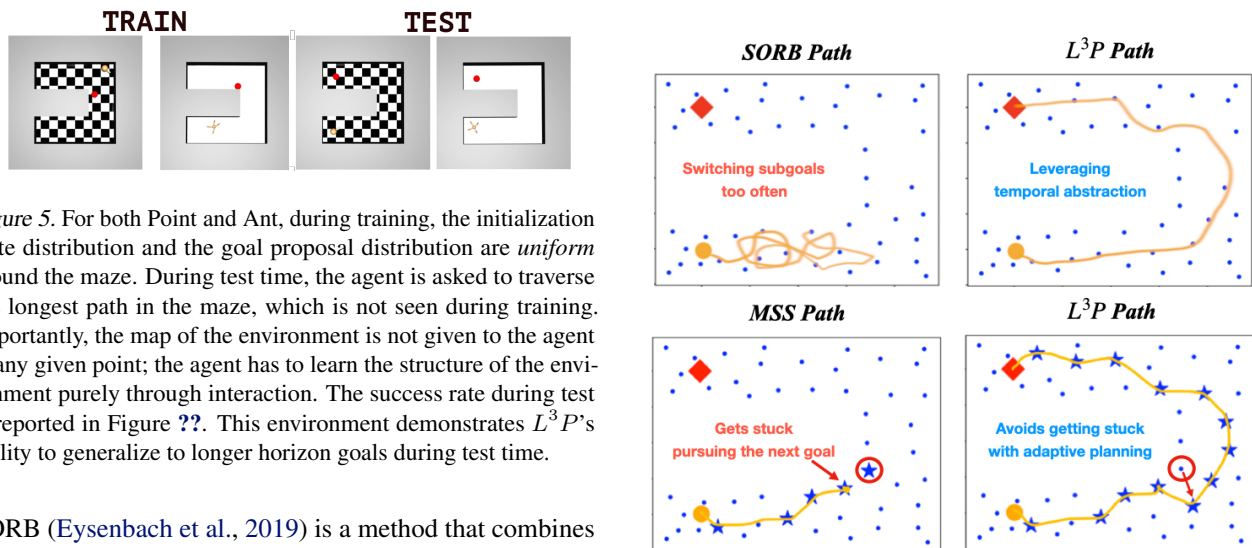 TRAIN
TEST
gure 5. For both Point and Ant, during training, the initialization
te distribution and the goal proposal distribution are uniform
ound the maze. During test time, the agent is asked to traverse
longest path in the maze, which is not seen during training.
portantly, the map of the environment is not given to the agent
any given point; the agent has to learn the structure of the envi-
nment purely through interaction. The success rate during test
reported in Figure ??. This environment demonstrates L³P's
lity to generalize to longer horizon goals during test time.
ORB (Eysenbach et al., 2019) is a method that combines
SORB Path
Switching subgoals
too often
L³P Path
Leveraging
temporal abstraction
MSS Path
Gets stuck
pursuing the next goal
L³P Path
Avoids getting stuck
with adaptive planning